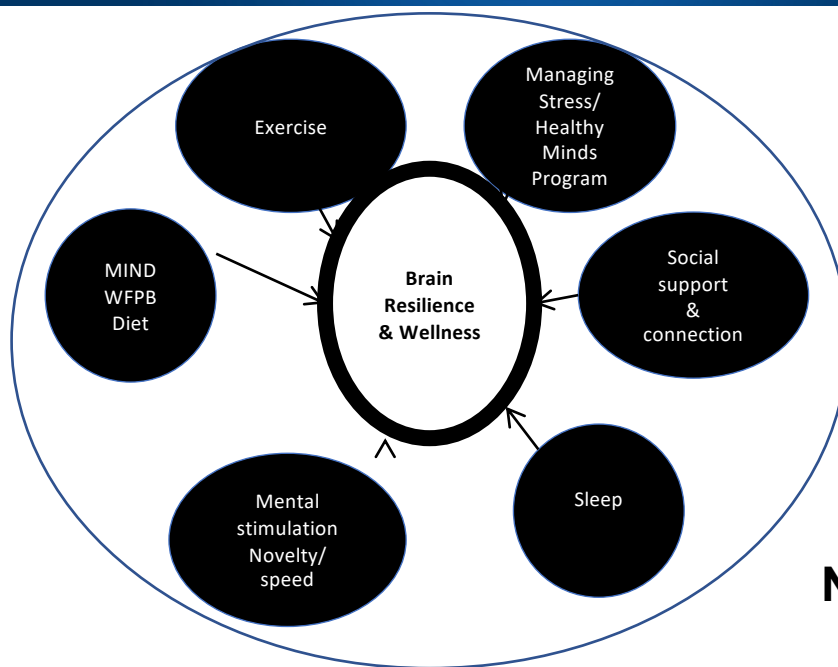 Exercise
Managing
Stress/
Healthy
Minds
Program
MIND
WFPB
Diet
Brain
Resilience
& Wellness
Social
support
&
connection
Mental
stimulation
Novelty/
speed
Sleep
N